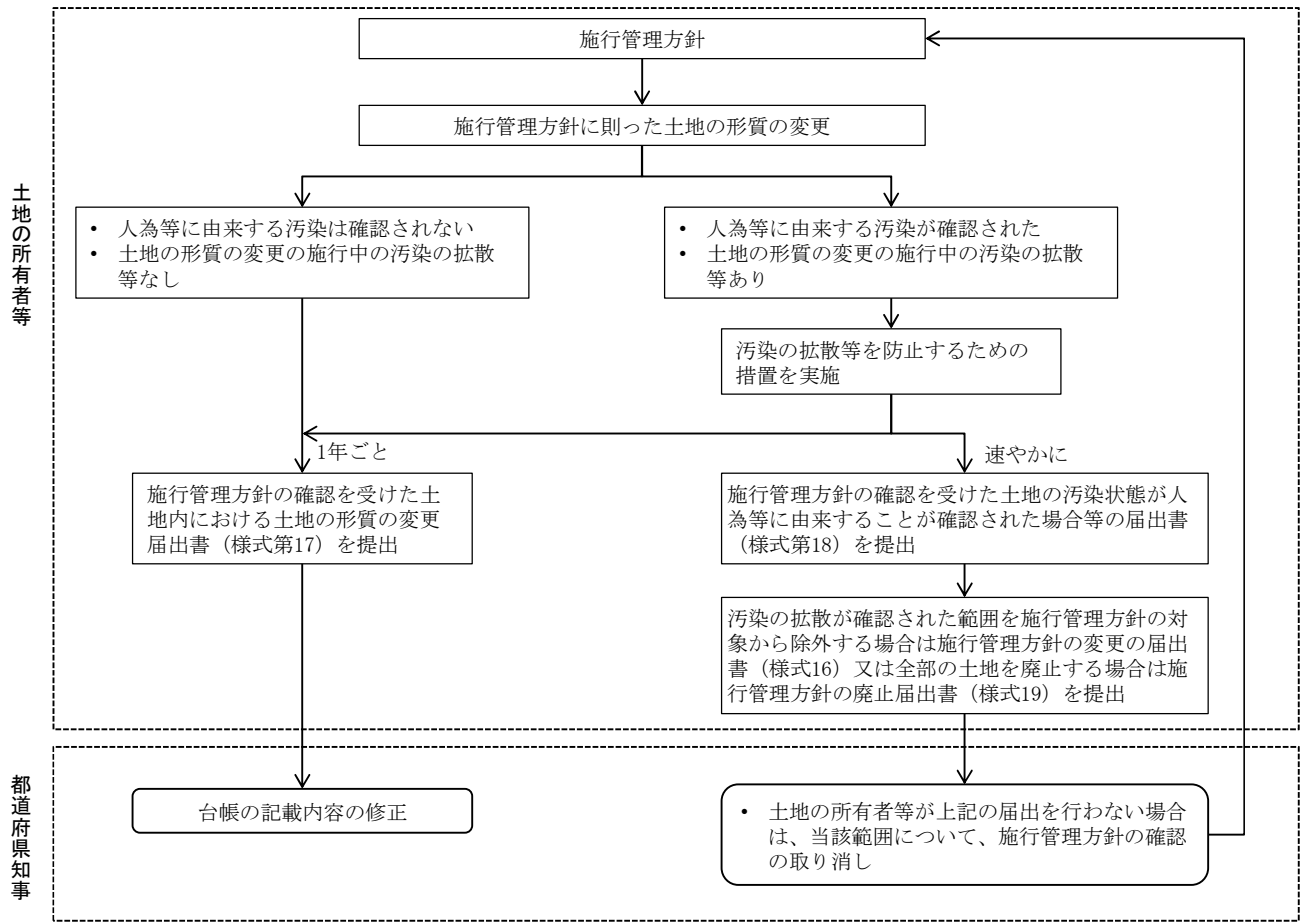 施行管理方針
施行管理方針に則った土地の形質の変更
土地の所有者等
• 人為等に由来する汚染は確認されない
• 土地の形質の変更の施行中の汚染の拡散
等なし
• 人為等に由来する汚染が確認された
• 土地の形質の変更の施行中の汚染の拡散
等あり
汚染の拡散等を防止するための
措置を実施
1年ごと
速やかに
施行管理方針の確認を受けた土
地内における土地の形質の変更
届出書（様式第17）を提出
施行管理方針の確認を受けた土地の汚染状態が人
為等に由来することが確認された場合等の届出書
（様式第18）を提出
汚染の拡散が確認された範囲を施行管理方針の対
象から除外する場合は施行管理方針の変更の届出
書（様式16）又は全部の土地を廃止する場合は施
行管理方針の廃止届出書（様式19）を提出
都道府県知事
台帳の記載内容の修正
• 土地の所有者等が上記の届出を行わない場合
は、当該範囲について、施行管理方針の確認
の取り消し